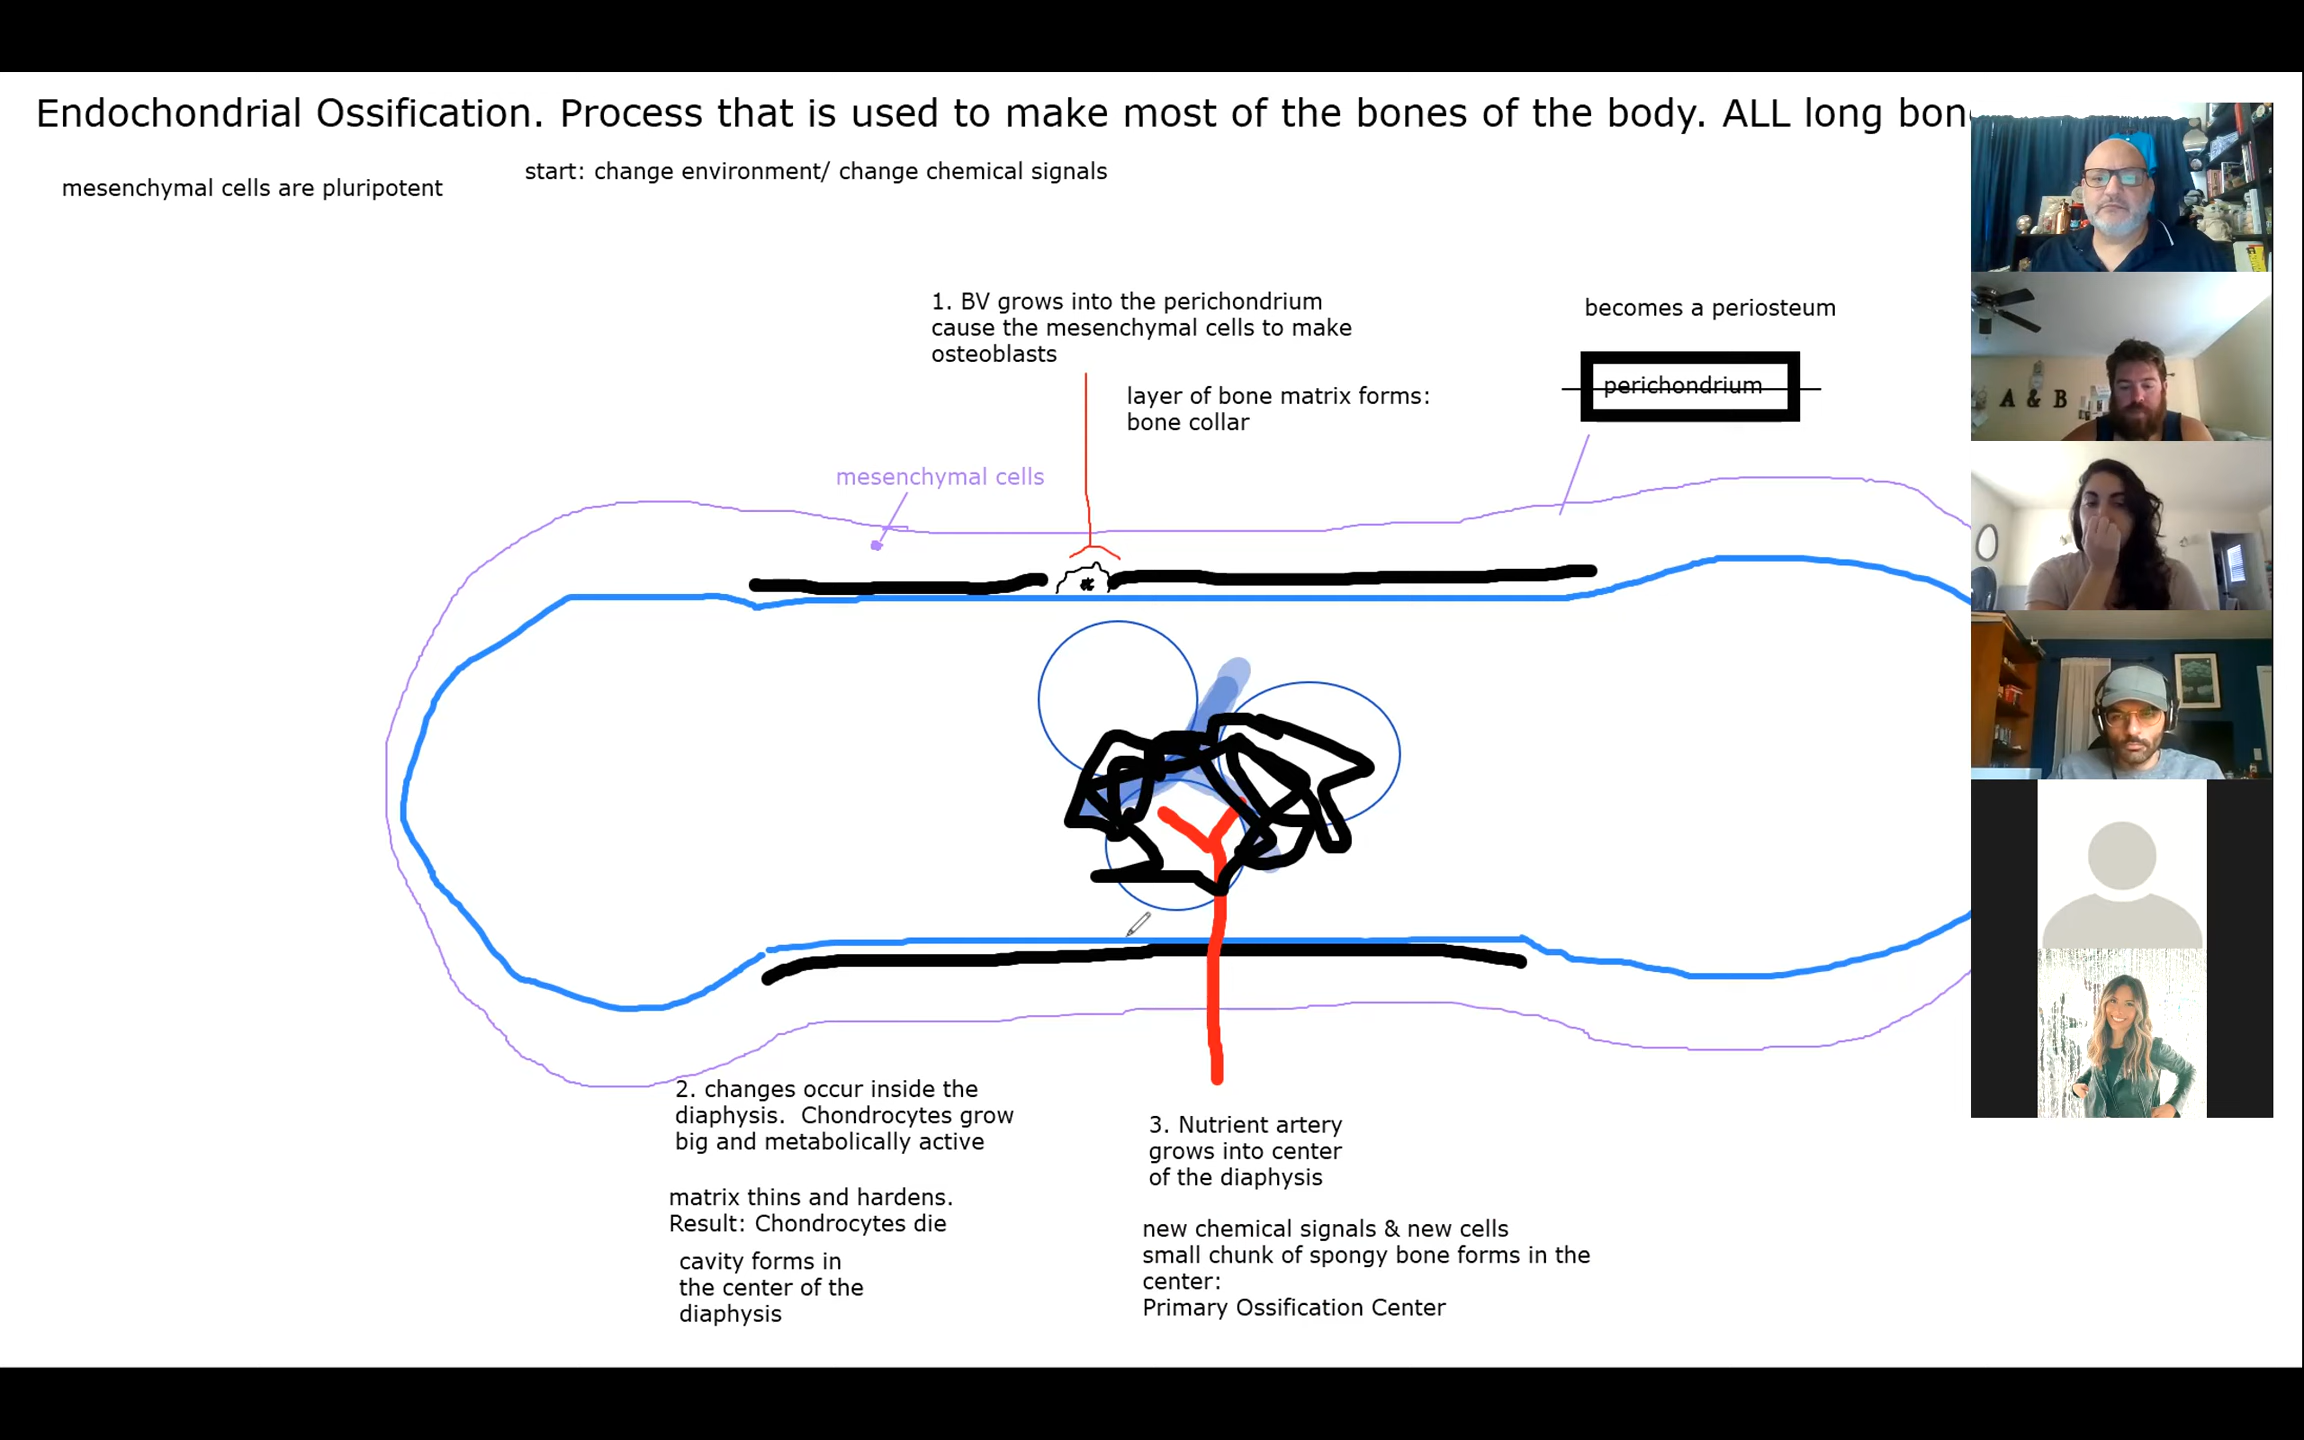 Endochondrial Ossification. Process that is used to make most of the bones of the body. ALL long bon
mesenchymal cells are pluripotent
start: change environment/ change chemical signals
1. BV grows into the perichondrium
cause the mesenchymal cells to make
osteoblasts
becomes a periosteum
perichondrium
layer of bone matrix forms:
bone collar
mesenchymal cells
A & B
2. changes occur inside the
diaphysis.  Chondrocytes grow
big and metabolically active
matrix thins and hardens.
Result: Chondrocytes die
cavity forms in
the center of the
diaphysis
3. Nutrient artery
grows into center
of the diaphysis
new chemical signals & new cells
small chunk of spongy bone forms in the
center:
Primary Ossification Center